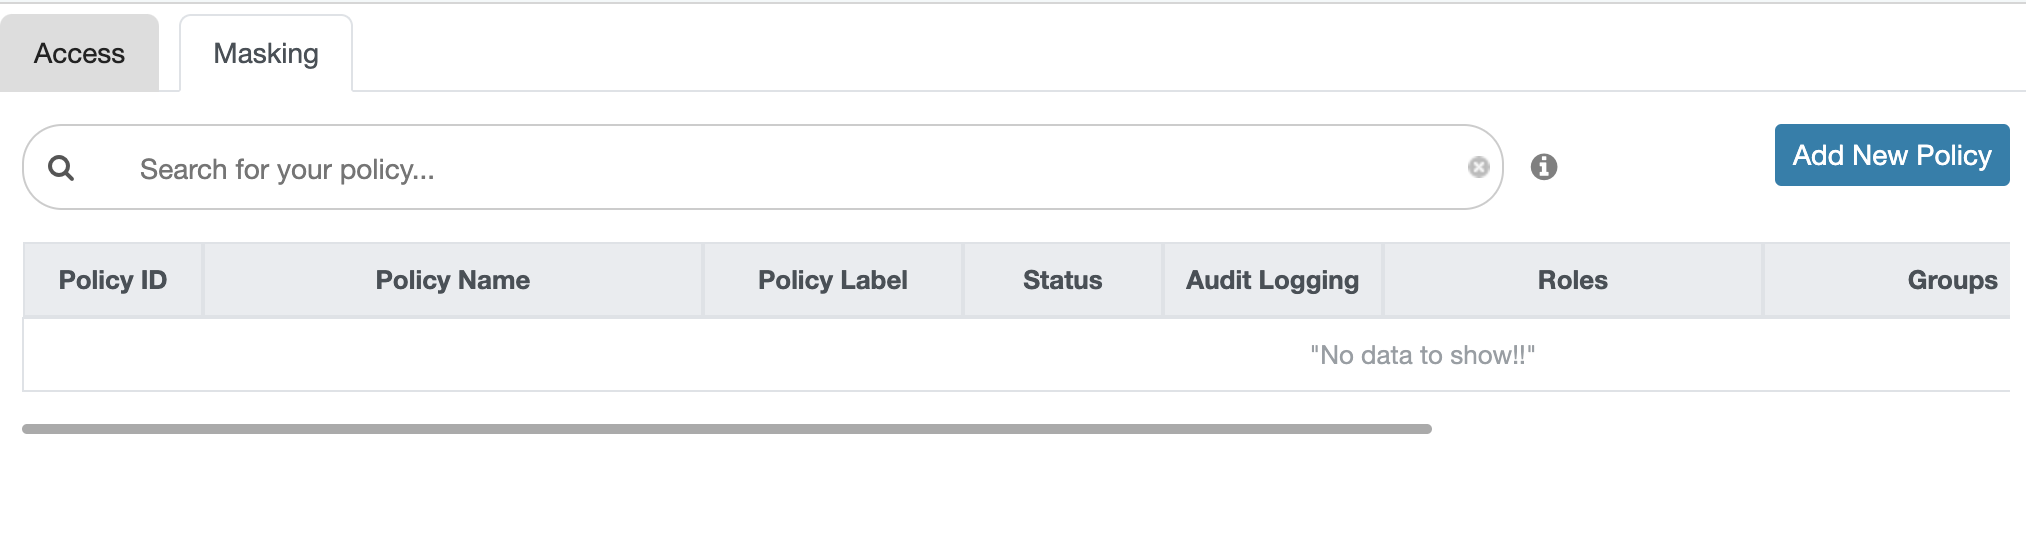 Access Masking
Search for your policy...
Add New Policy
Policy ID Policy Name Policy Label Status Audit Logging Roles Groups
"No data to show!!"